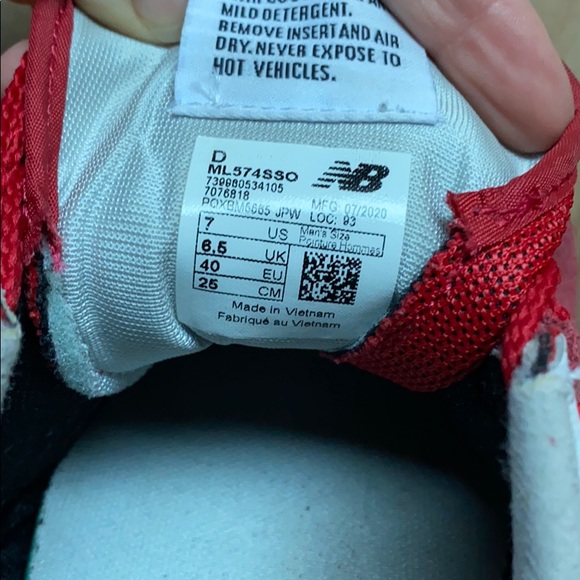 MILD DETERGENT.
REMOVE INSERT AND AIR
DRY. NEVER EXPOSE TO
HOT VEHICLES.
D
ML574SSO
739980534105
7076818 MFG 07/2020
POXBM6665 JPW LOC: 93
NB
7 US Men's Size
6.5 UK Pointure Hommes
40 EU
25 CM
Made in Vietnam
Fabriqué au Vietnam